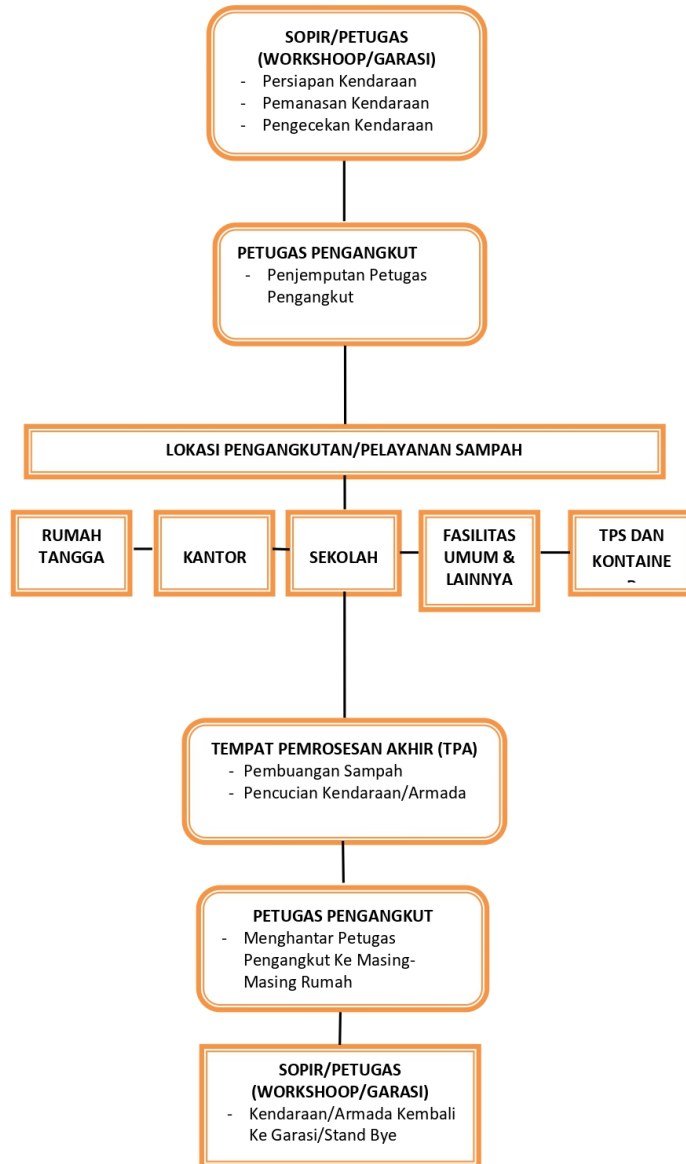 SOPIR/PETUGAS
(WORKSHOOP/GARASI)
- Persiapan Kendaraan
- Pemanasan Kendaraan
- Pengecekan Kendaraan
PETUGAS PENGANGKUT
- Penjemputan Petugas
Pengangkut
LOKASI PENGANGKUTAN/PELAYANAN SAMPAH
RUMAH
TANGGA
KANTOR
SEKOLAH
FASILITAS
UMUM &
LAINNYA
TPS DAN
KONTAINE
TEMPAT PEMROSESAN AKHIR (TPA)
- Pembuangan Sampah
- Pencucian Kendaraan/Armada
PETUGAS PENGANGKUT
- Menghantar Petugas
Pengangkut Ke Masing-
Masing Rumah
SOPIR/PETUGAS
(WORKSHOOP/GARASI)
- Kendaraan/Armada Kembali
Ke Garasi/Stand Bye